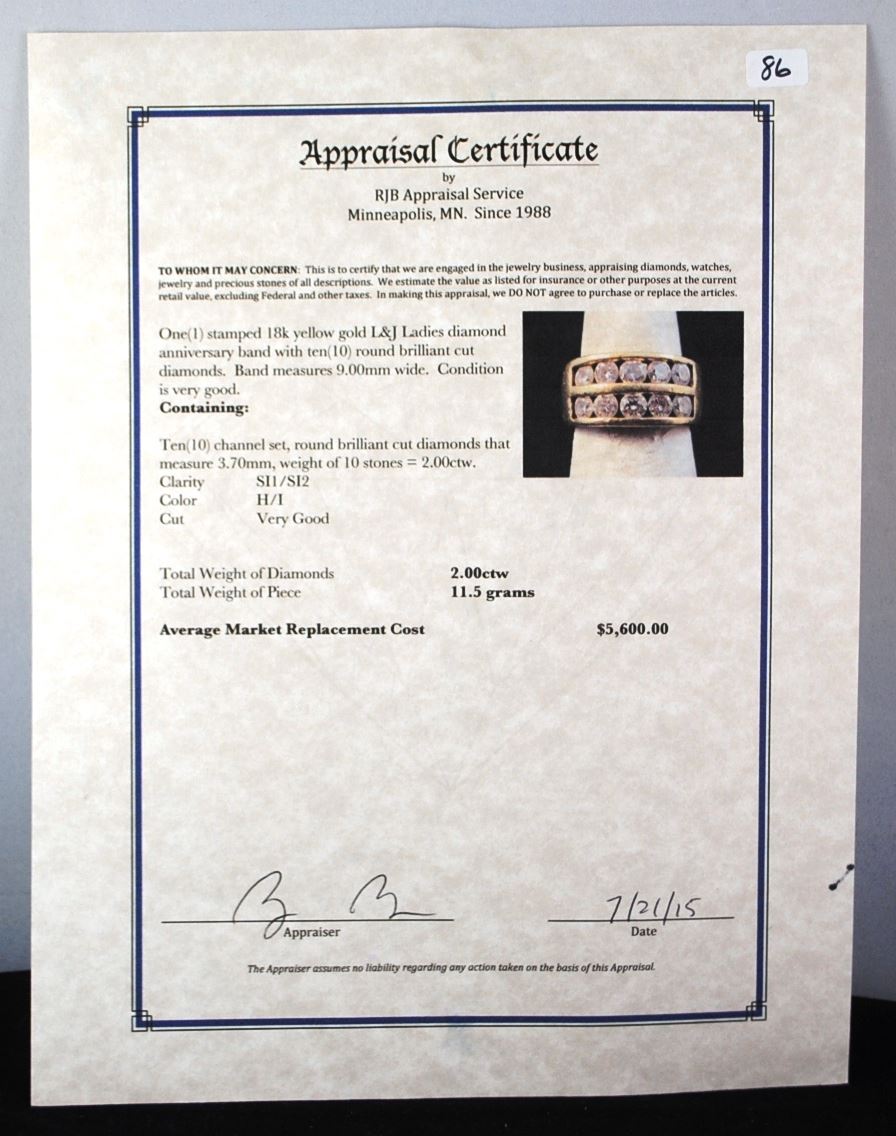 86
Appraisal Certificate
by
RJB Appraisal Service
Minneapolis, MN. Since 1988
TO WHOM IT MAY CONCERN: This is to certify that we are engaged in the jewelry business, appraising diamonds, watches,
jewelry and precious stones of all descriptions. We estimate the value as listed for insurance or other purposes at the current
retail value, excluding Federal and other taxes. In making this appraisal, we DO NOT agree to purchase or replace the articles.
One(1) stamped 18k yellow gold L&J Ladies diamond
anniversary band with ten(10) round brilliant cut
diamonds. Band measures 9.00mm wide. Condition
is very good.
Containing:
Ten(10) channel set, round brilliant cut diamonds that
measure 3.70mm, weight of 10 stones = 2.00ctw.
Clarity SI1/SI2
Color H/I
Cut Very Good
Total Weight of Diamonds 2.00ctw
Total Weight of Piece 11.5 grams
Average Market Replacement Cost $5,600.00
7/21/15
Appraiser Date
The Appraiser assumes no liability regarding any action taken on the basis of this Appraisal.